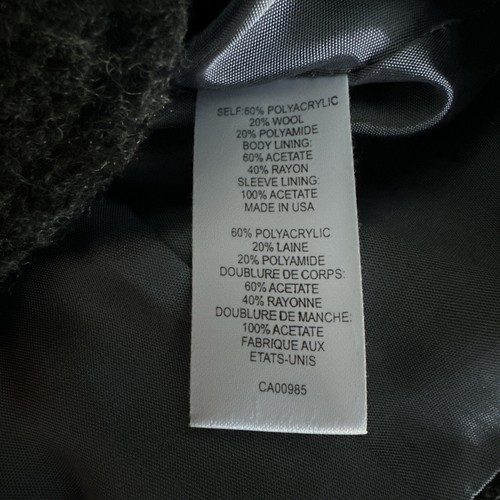 SELF:60% POLYACRYLIC
20% WOOL
20% POLYAMIDE
BODY LINING:
60% ACETATE
40% RAYON
SLEEVE LINING:
100% ACETATE
MADE IN USA
60% POLYACRYLIC
20% LAINE
20% POLYAMIDE
DOUBLURE DE CORPS:
60% ACETATE
40% RAYONNE
DOUBLURE DE MANCHE:
100% ACETATE
FABRIQUE AUX
ETATS-UNIS
CA00985